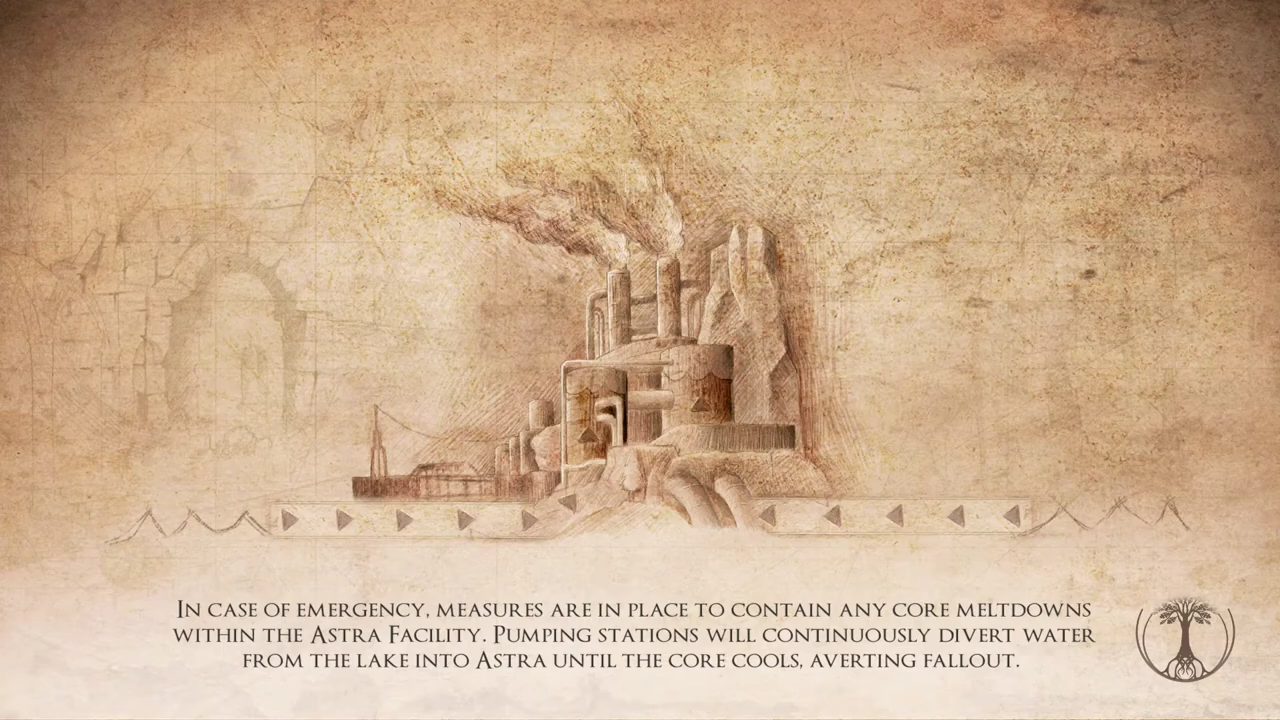 In case of emergency, measures are in place to contain any core meltdowns
within the Astra Facility. Pumping stations will continuously divert water
from the lake into Astra until the core cools, averting fallout.